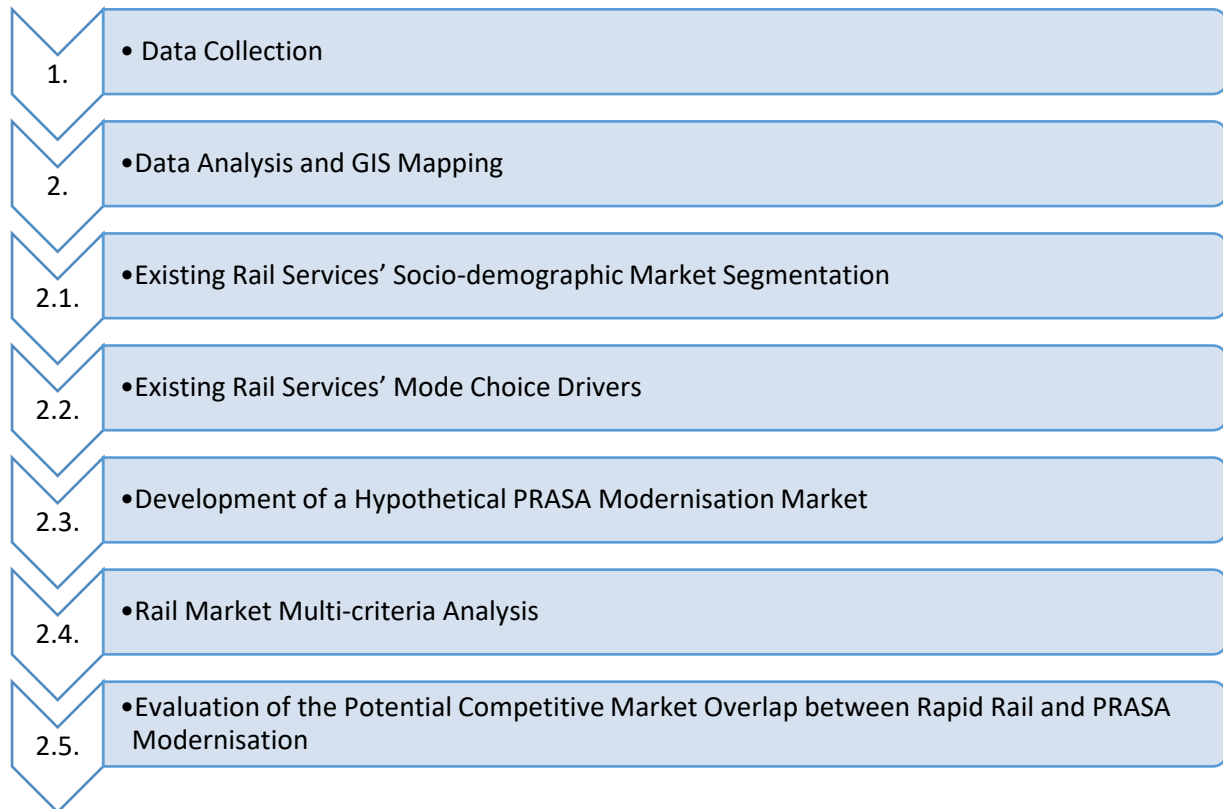 1.
• Data Collection
2.
•Data Analysis and GIS Mapping
2.1.
•Existing Rail Services’ Socio-demographic Market Segmentation
2.2.
•Existing Rail Services’ Mode Choice Drivers
2.3.
•Development of a Hypothetical PRASA Modernisation Market
2.4.
•Rail Market Multi-criteria Analysis
2.5.
•Evaluation of the Potential Competitive Market Overlap between Rapid Rail and PRASA
Modernisation